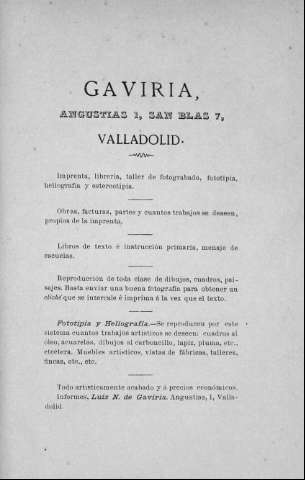 GAVIRIA,
ANGUSTIAS 1, SAN BLAS 7,
VALLADOLID.
Imprenta, librería, taller de fotograbado, fototipia,
heliografia y estereotipia.
Obras, facturas, partes y cuantos trabajos se deseen,
propios de la imprenta.
Libros de texto é instrucción primaria, menaje de
escuelas.
Reproducción de toda clase de dibujos, cuadros, pai-
sajes. Basta enviar una buena fotografía para obtener un
cliché que se intercale é imprima á la vez que el texto.
Fototipia y Heliografía.—Se reproducen por este
sistema cuantos trabajos artísticos se deseen: cuadros al
óleo, acuarelas, dibujos al carboncillo, lapiz, pluma, etc.,
etcétera. Muebles artísticos, vistas de fábricas, talleres,
fincas, etc., etc.
Todo artísticamente acabado y á precios económicos.
Informes, Luis N. de Gaviria. Angustias, 1, Valla-
dolid